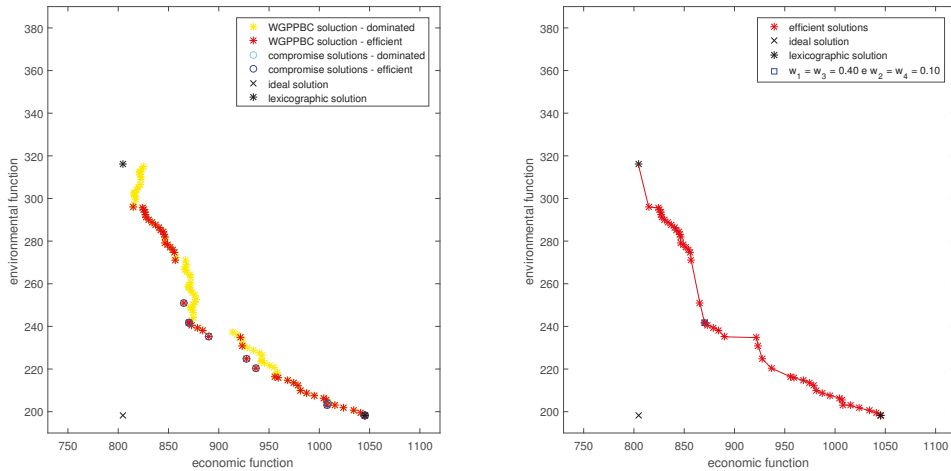 WGPPBC soluction - dominated
WGPPBC soluction - efficient
compromise solutions - dominated
compromise solutions - efficient
ideal solution
lexicographic solution
environmental function
380
360
340
320
300
280
260
240
220
200
750 800 850 900 950 1000 1050 1100
economic function
efficient solutions
ideal solution
lexicographic solution
w1 = w3 = 0.40 e w2 = w4 = 0.10
environmental function
380
360
340
320
300
280
260
240
220
200
750 800 850 900 950 1000 1050 1100
economic function